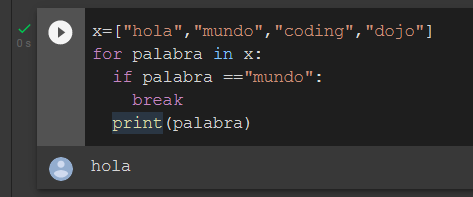 x=["hola","mundo","coding","dojo"]
for palabra in x:
  if palabra =="mundo":
    break
  print(palabra)
0 s
hola